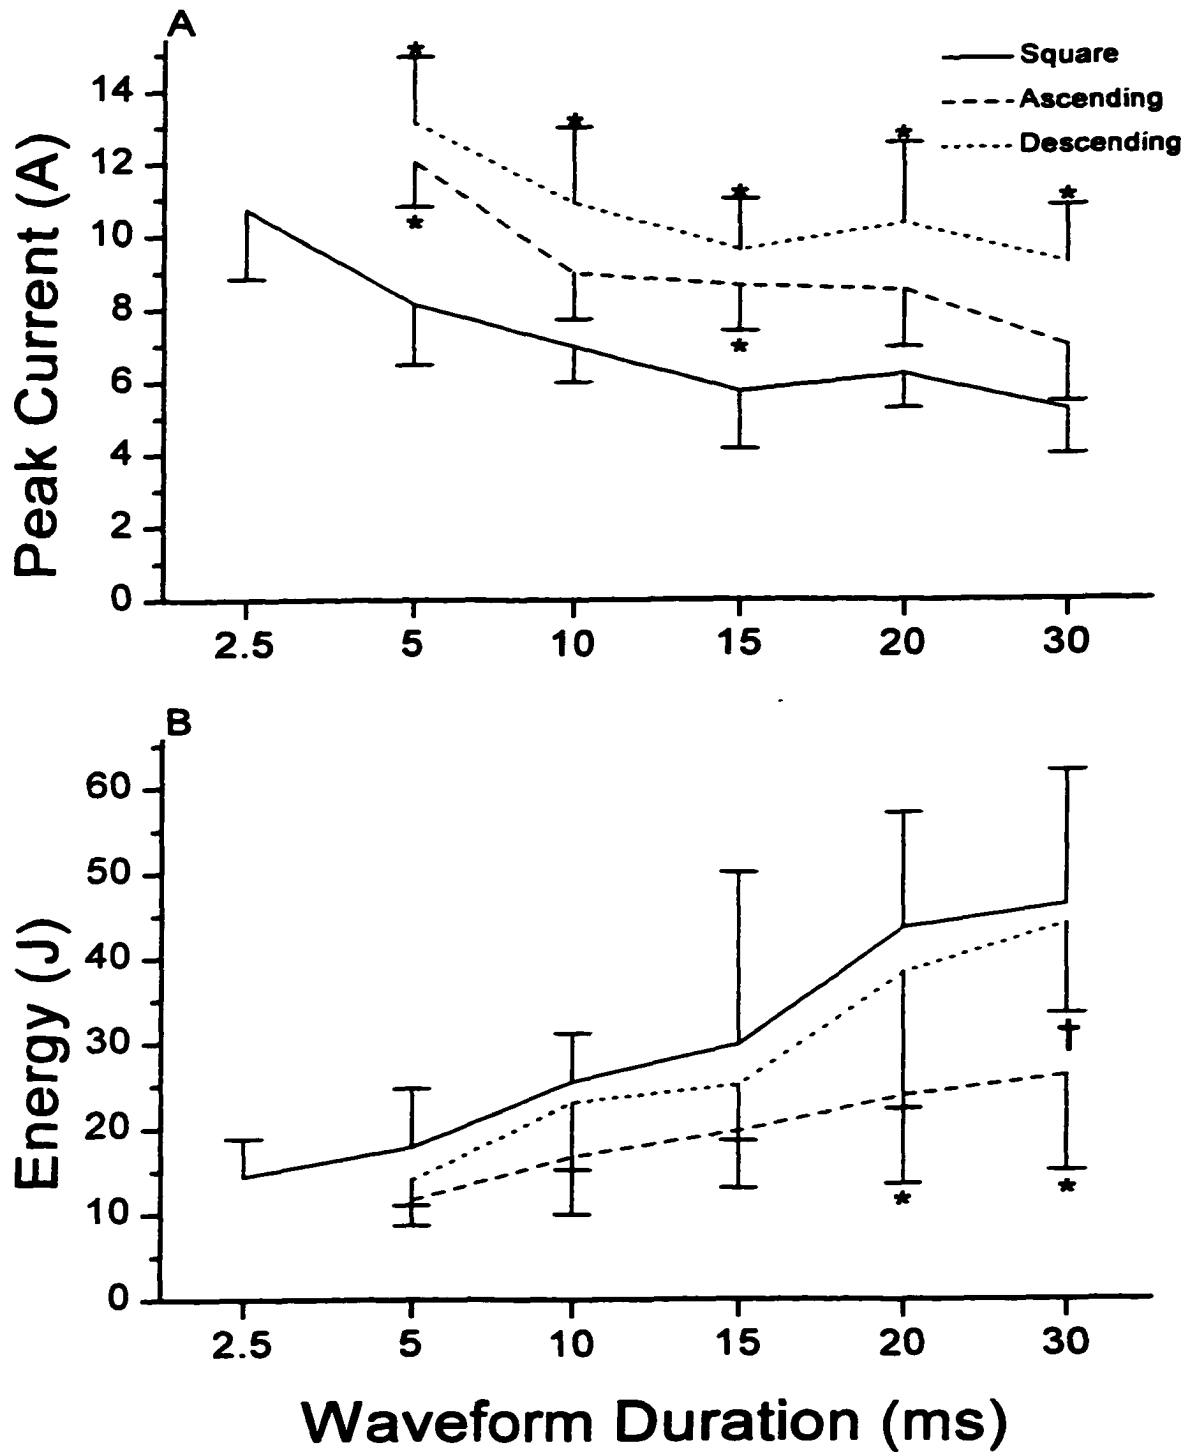 A
Square
Ascending
Descending
Peak Current (A)
14
12
10
8
6
4
2
0
* * * * *
* *
2.5 5 10 15 20 30
B
Energy (J)
60
50
40
30
20
10
0
†
* *
2.5 5 10 15 20 30
Waveform Duration (ms)